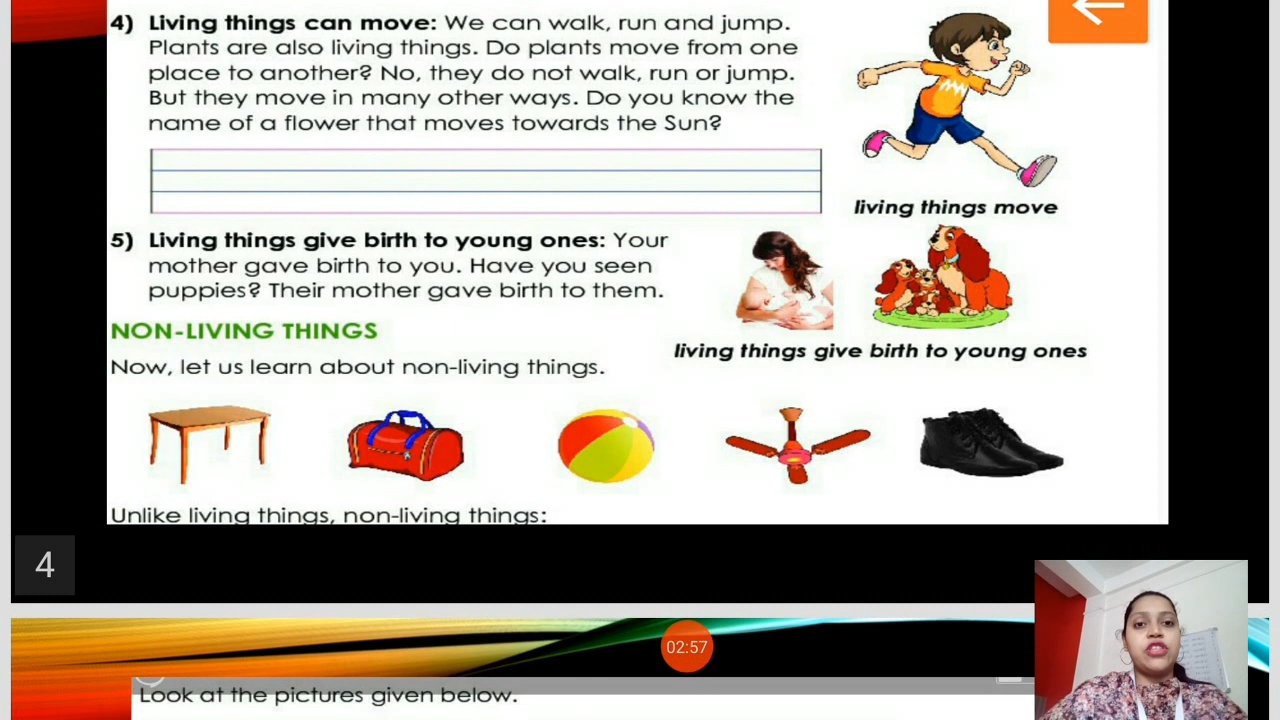 4) Living things can move: We can walk, run and jump.
Plants are also living things. Do plants move from one
place to another? No, they do not walk, run or jump.
But they move in many other ways. Do you know the
name of a flower that moves towards the Sun?
living things move
5) Living things give birth to young ones: Your
mother gave birth to you. Have you seen
puppies? Their mother gave birth to them.
living things give birth to young ones
NON-LIVING THINGS
Now, let us learn about non-living things.
Unlike living things, non-living things:
4
02:57
Look at the pictures given below.